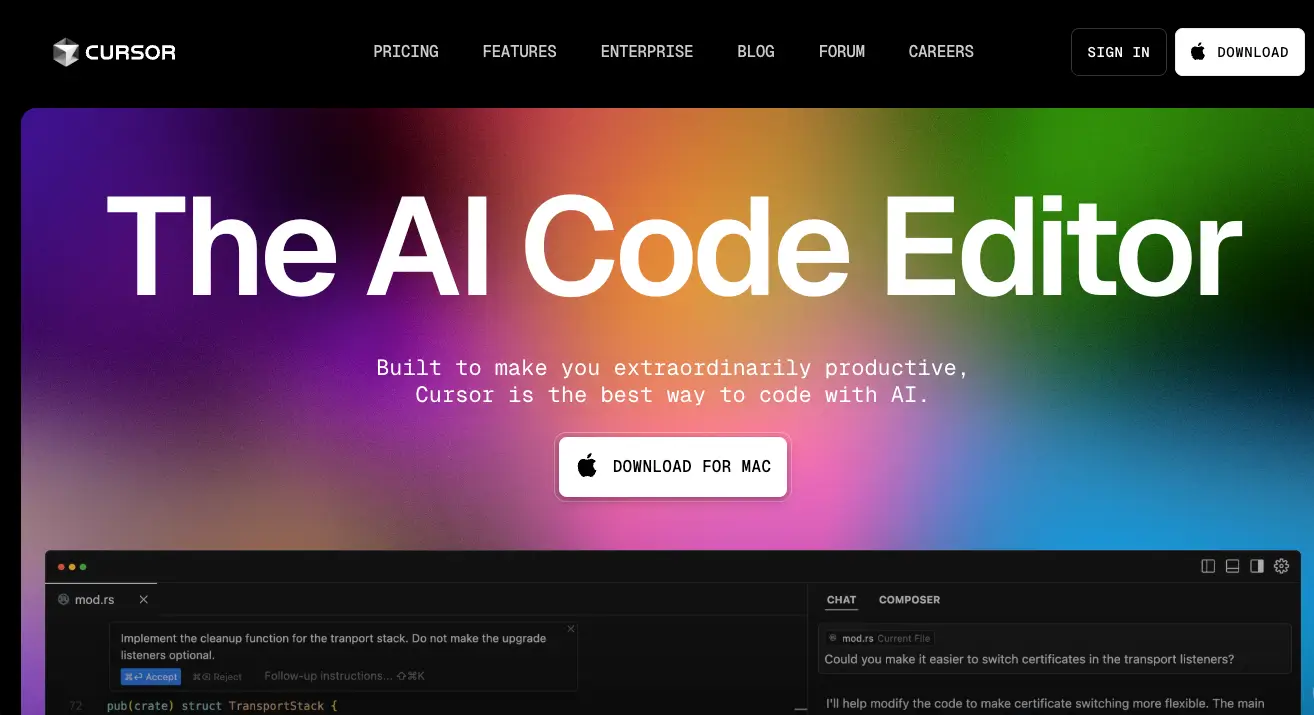 CURSOR
PRICING FEATURES ENTERPRISE BLOG FORUM CAREERS
SIGN IN
DOWNLOAD
The AI Code Editor
Built to make you extraordinarily productive,
Cursor is the best way to code with AI.
DOWNLOAD FOR MAC
mod.rs
Implement the cleanup function for the tranport stack. Do not make the upgrade
listeners optional.
⌘⏎ Accept ⌘⌫ Reject Follow-up instructions... ⇧⌘K
72 pub(crate) struct TransportStack {
CHAT COMPOSER
mod.rs Current File
Could you make it easier to switch certificates in the transport listeners?
I'll help modify the code to make certificate switching more flexible. The main